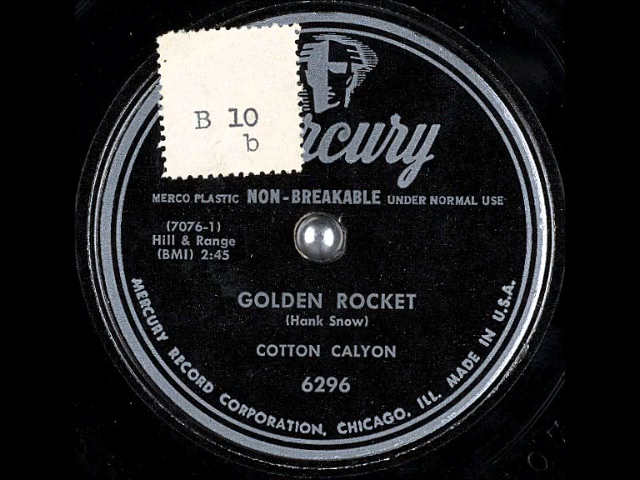 B 10
b
rcury
MERCO PLASTIC NON-BREAKABLE UNDER NORMAL USE
(7076-1)
Hill & Range
(BMI) 2:45
GOLDEN ROCKET
(Hank Snow)
COTTON CALYON
6296
MERCURY RECORD CORPORATION, CHICAGO, ILL. MADE IN U.S.A.